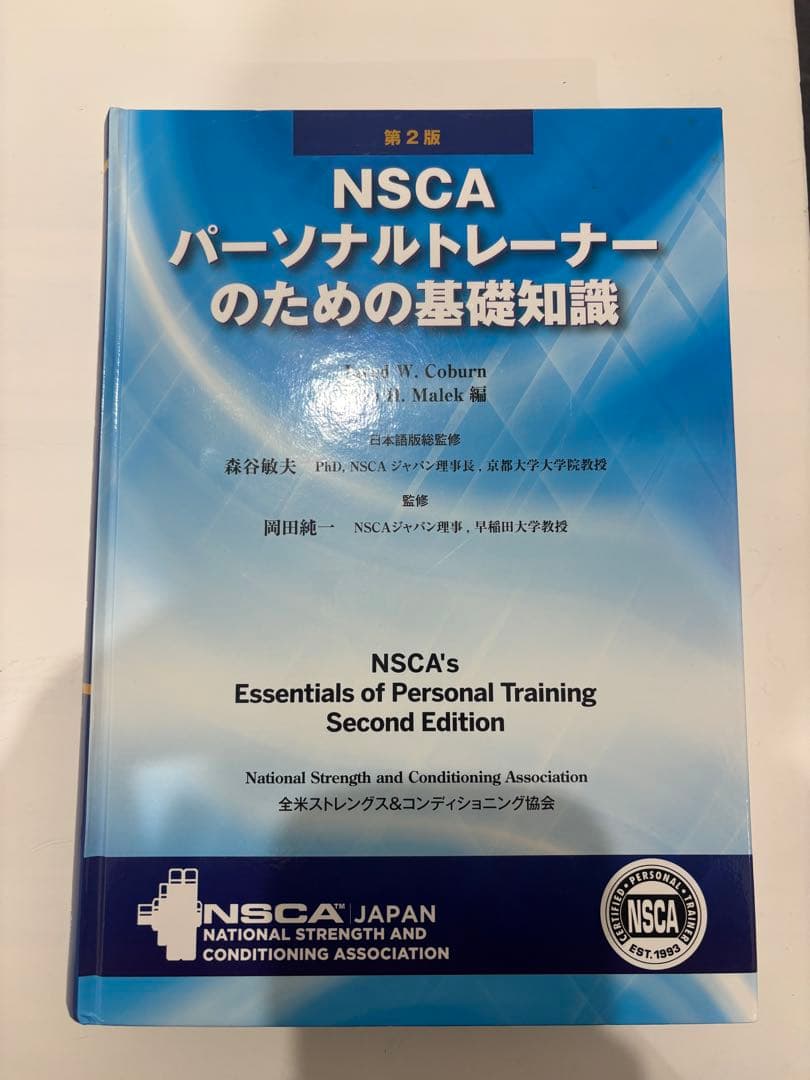 第2版
NSCA
パーソナルトレーナー
のための基礎知識
W. Coburn
H. Malek 編
日本語版総監修
森谷敏夫 PhD, NSCA ジャパン理事長, 京都大学大学院教授
監修
岡田純一 NSCAジャパン理事, 早稲田大学教授
NSCA's
Essentials of Personal Training
Second Edition
National Strength and Conditioning Association
全米ストレングス&コンディショニング協会
NSCA™ JAPAN
NATIONAL STRENGTH AND
CONDITIONING ASSOCIATION
CERTIFIED • PERSONAL • TRAINER
NSCA
EST. 1993